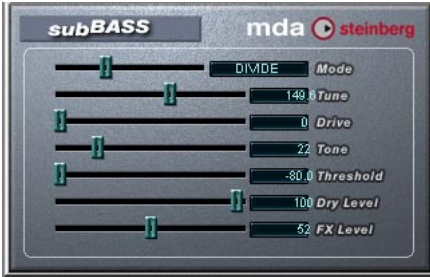 subBASS mda steinberg
DIVIDE Mode
149.6 Tune
0 Drive
22 Tone
-80.0 Threshold
100 Dry Level
52 FX Level